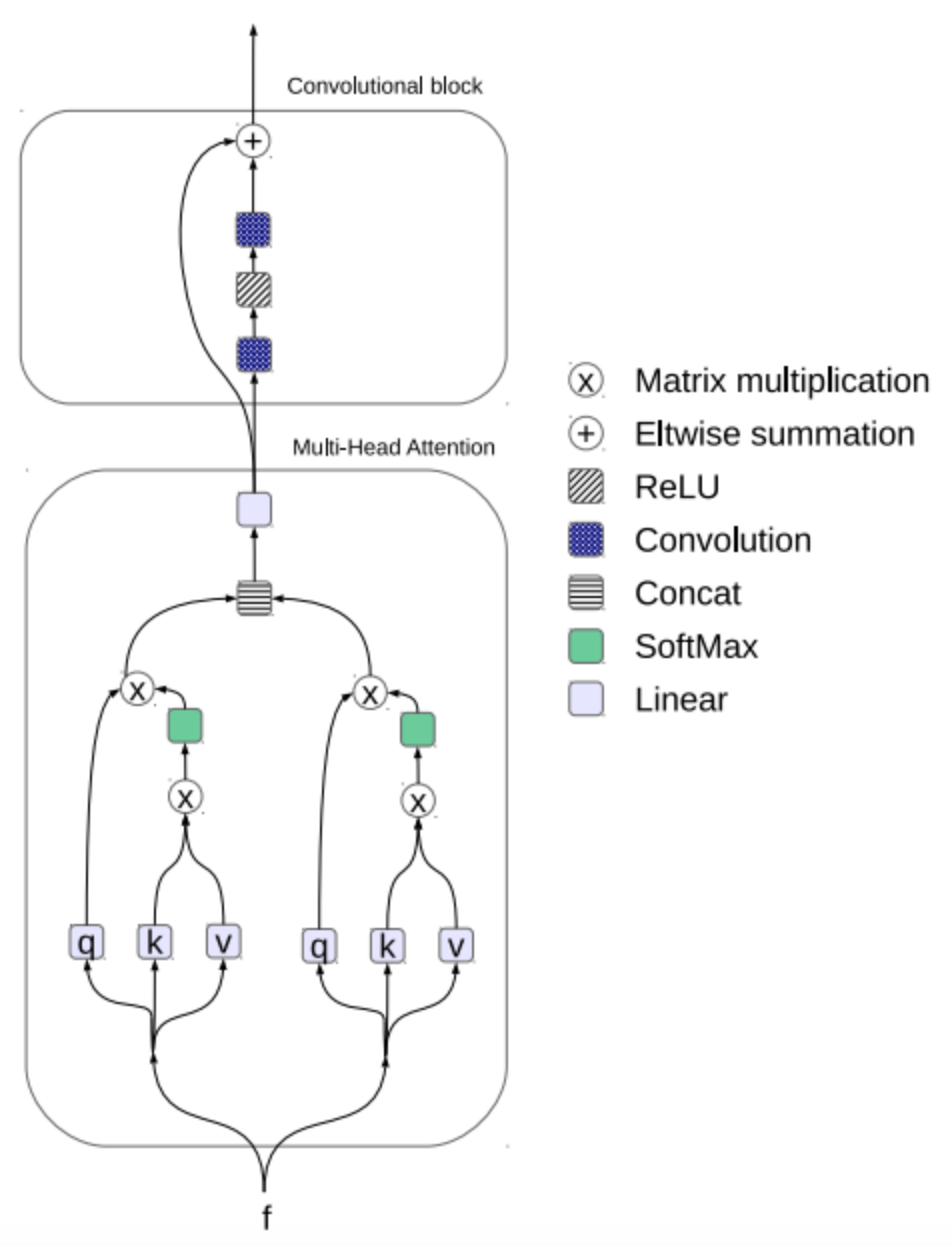 Convolutional block
+
Multi-Head Attention
x
x
x
x
q
k
v
q
k
v
f
x Matrix multiplication
+ Eltwise summation
ReLU
Convolution
Concat
SoftMax
Linear